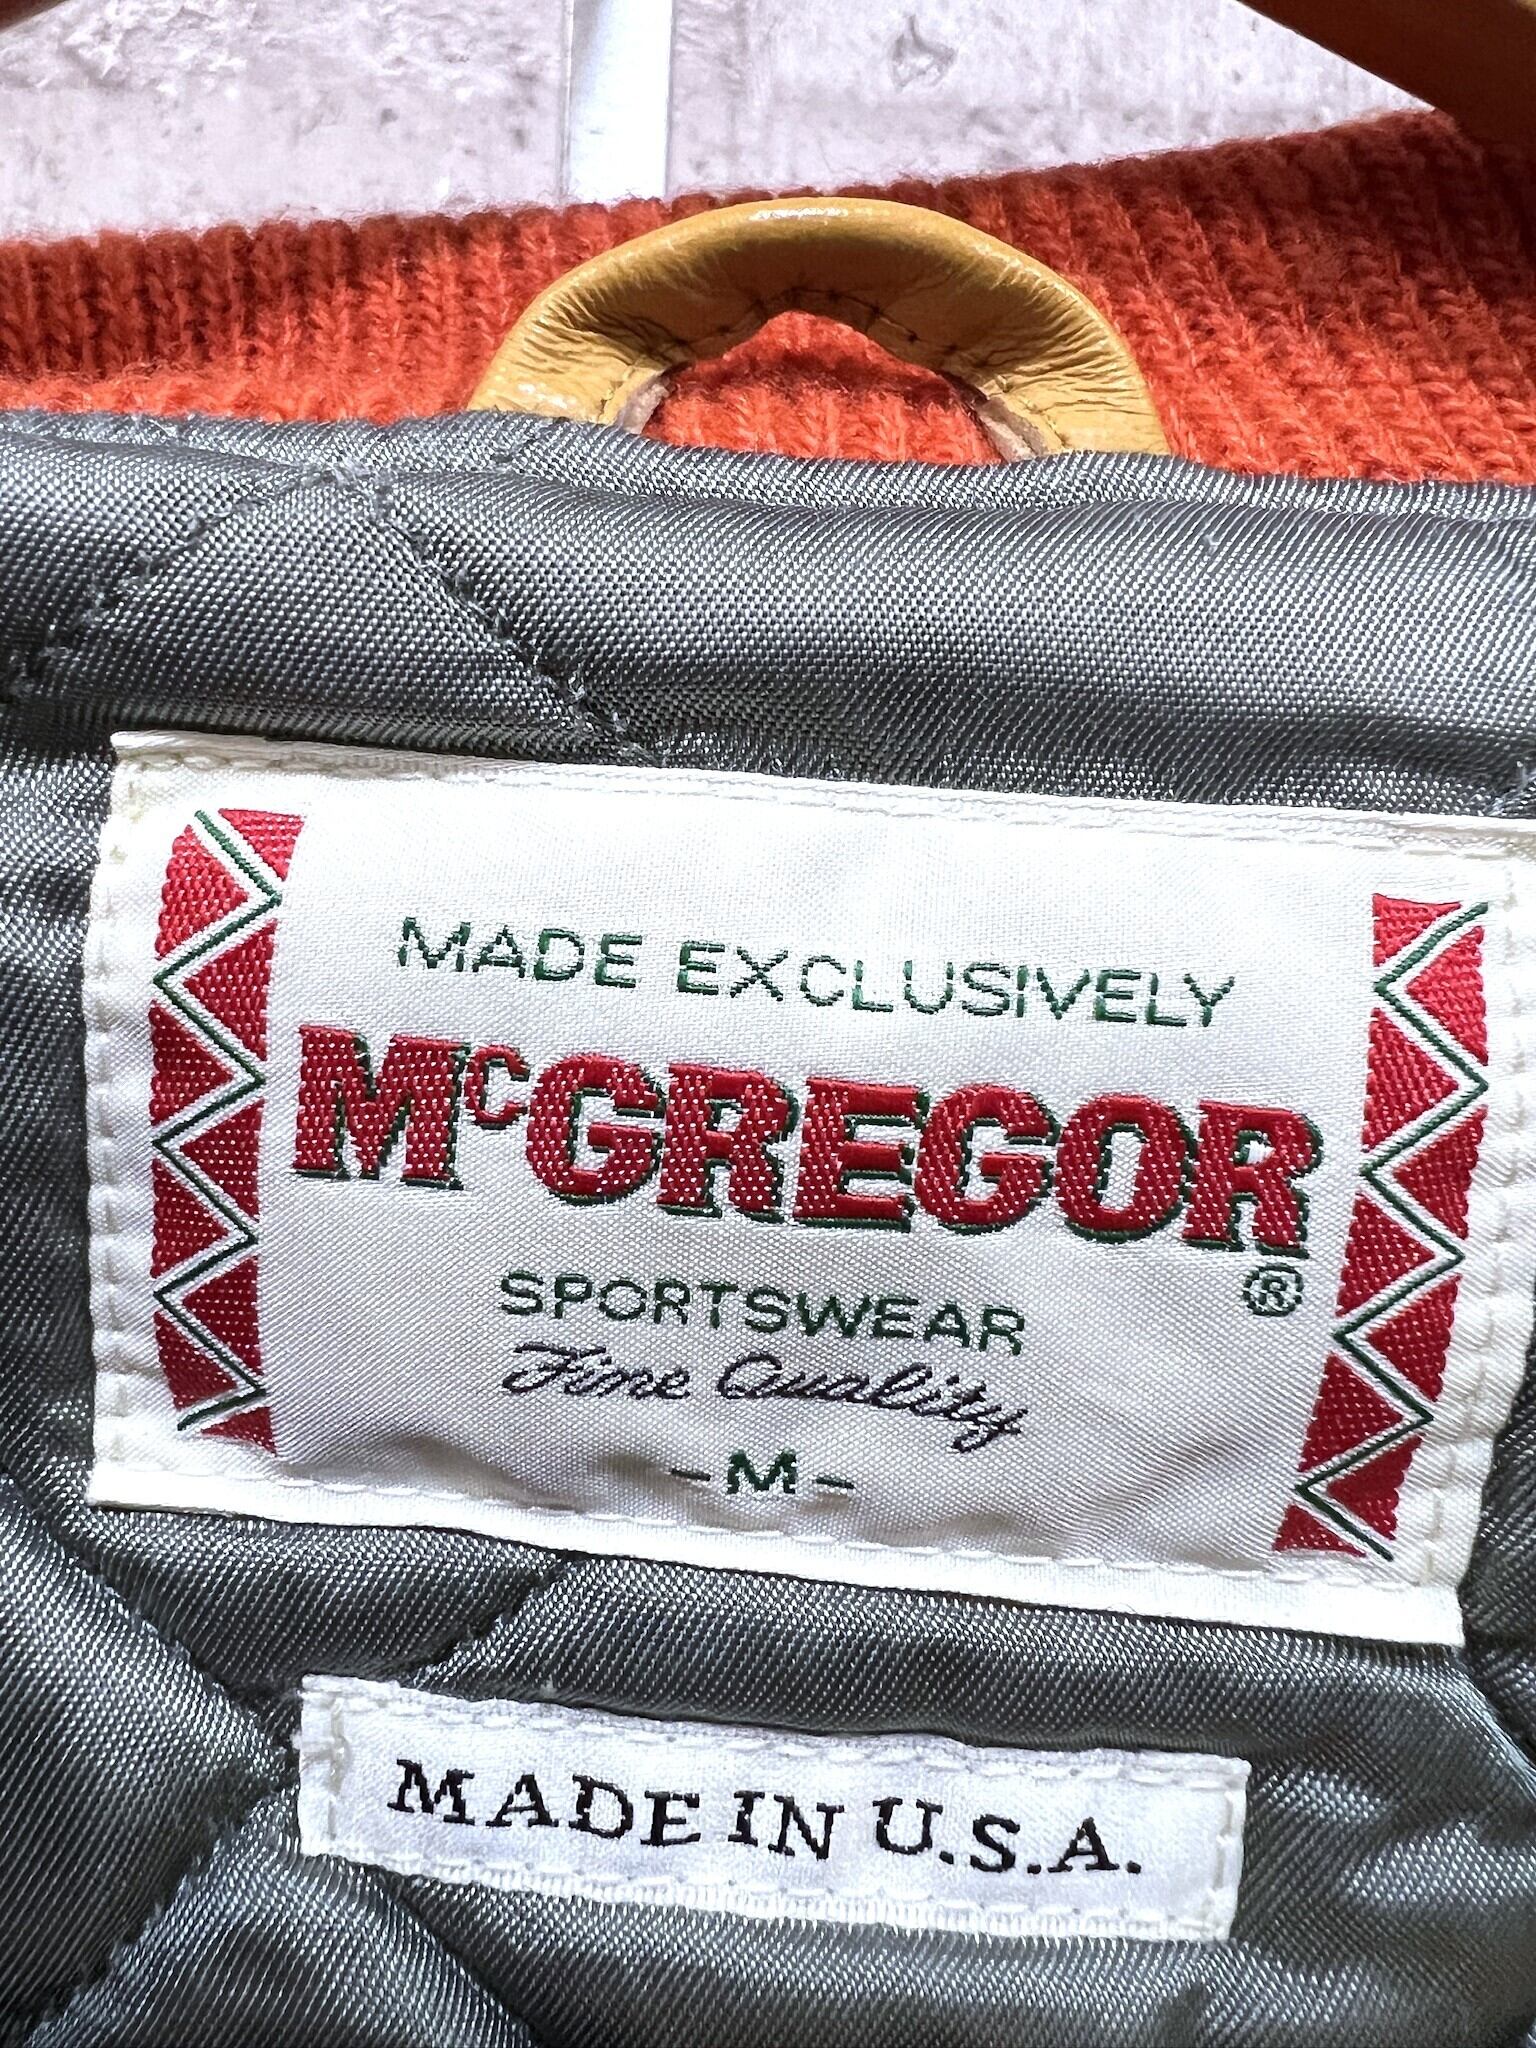 MADE EXCLUSIVELY
McGREGOR
®
SPORTSWEAR
Fine Quality
-M-
MADE IN U.S.A.